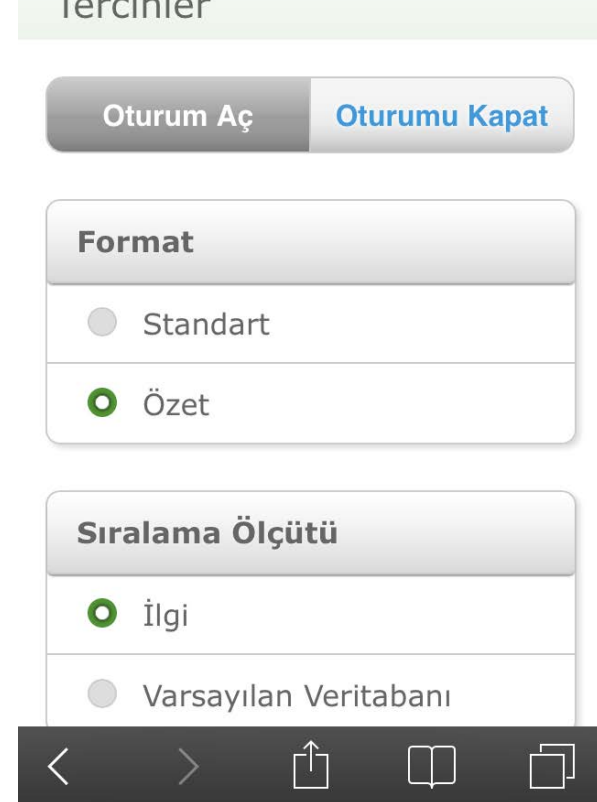 Tercihler
Oturum Aç
Oturumu Kapat
Format
Standart
Özet
Sıralama Ölçütü
İlgi
Varsayılan Veritabanı